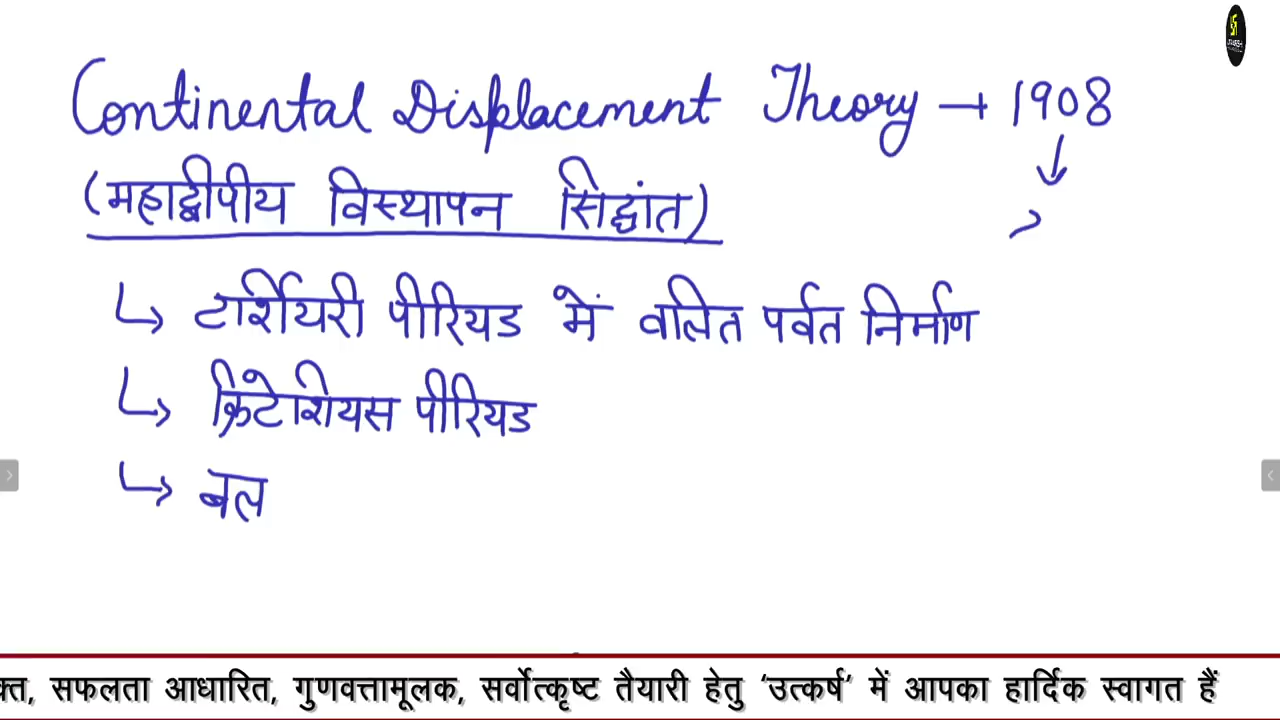 Continental Displacement Theory → 1908
(महाद्वीपीय विस्थापन सिद्धांत)
↳ टर्शियरी पीरियड में वलित पर्वत निर्माण
↳ क्रिटेशियस पीरियड
↳ बल
क्त, सफलता आधारित, गुणवत्तामूलक, सर्वोत्कृष्ट तैयारी हेतु ‘उत्कर्ष’ में आपका हार्दिक स्वागत हैं